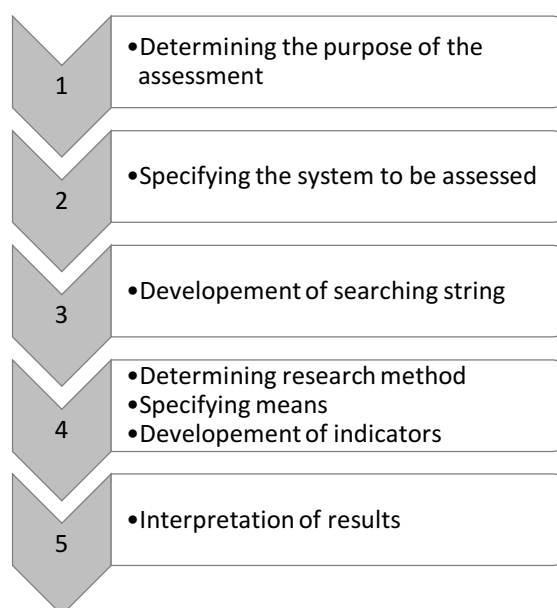 1
•Determining the purpose of the
assessment
2
•Specifying the system to be assessed
3
•Developement of searching string
4
•Determining research method
•Specifying means
•Developement of indicators
5
•Interpretation of results